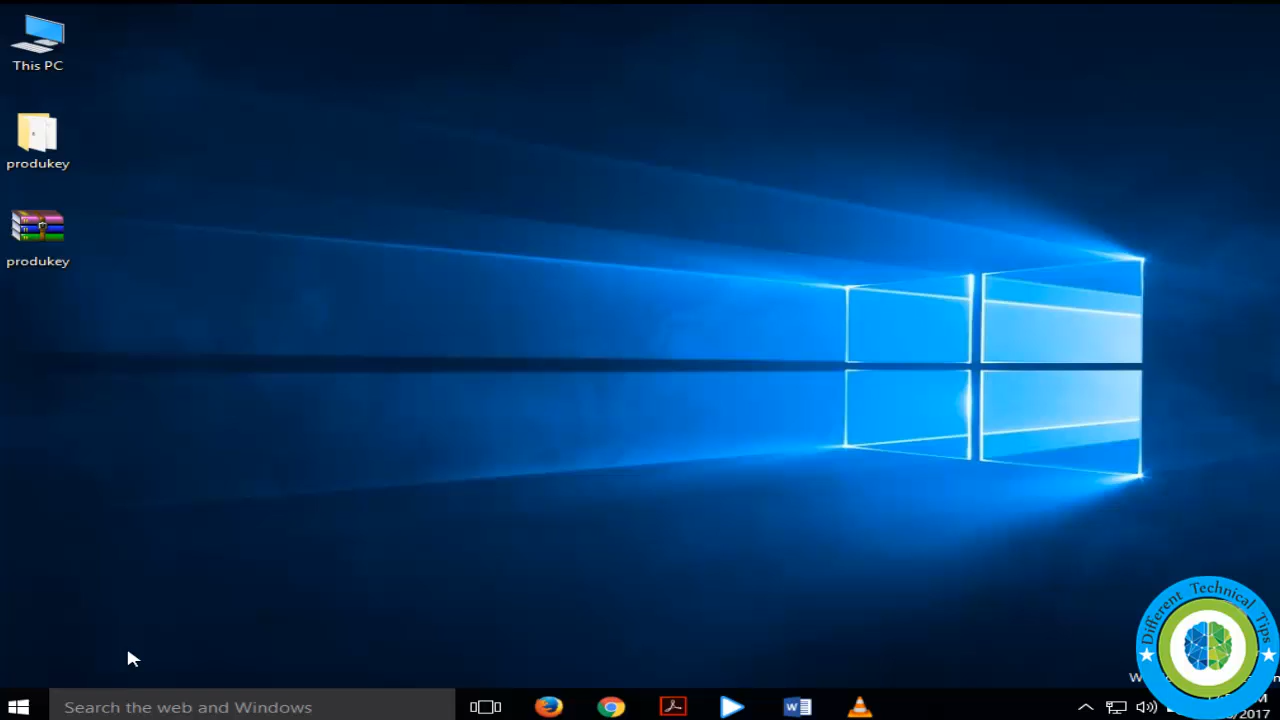 This PC
produkey
produkey
Different Technical Tips
Search the web and Windows